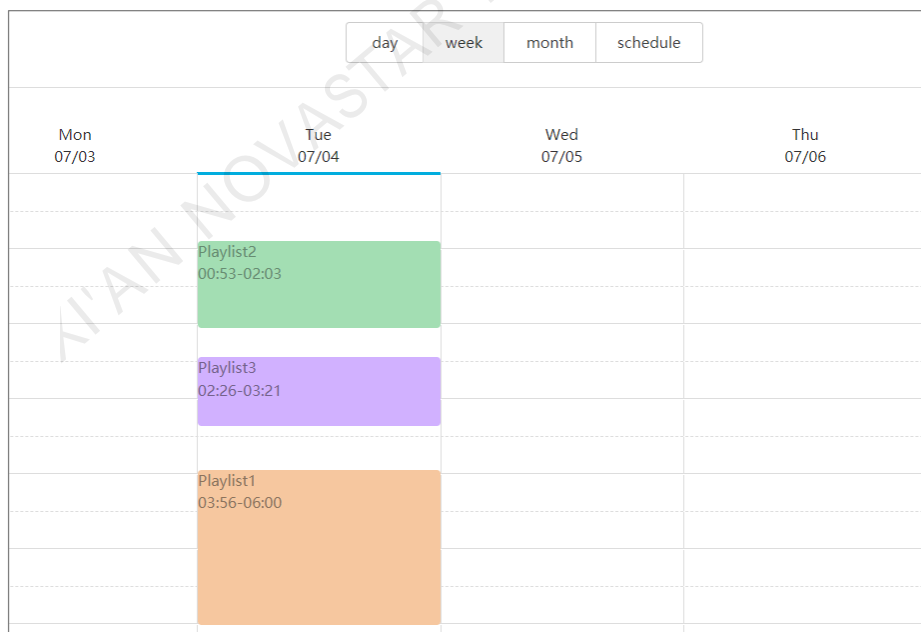 day week month schedule
Mon Tue Wed Thu
07/03 07/04 07/05 07/06
Playlist2
00:53-02:03
Playlist3
02:26-03:21
Playlist1
03:56-06:00
XI'AN NOVASTAR